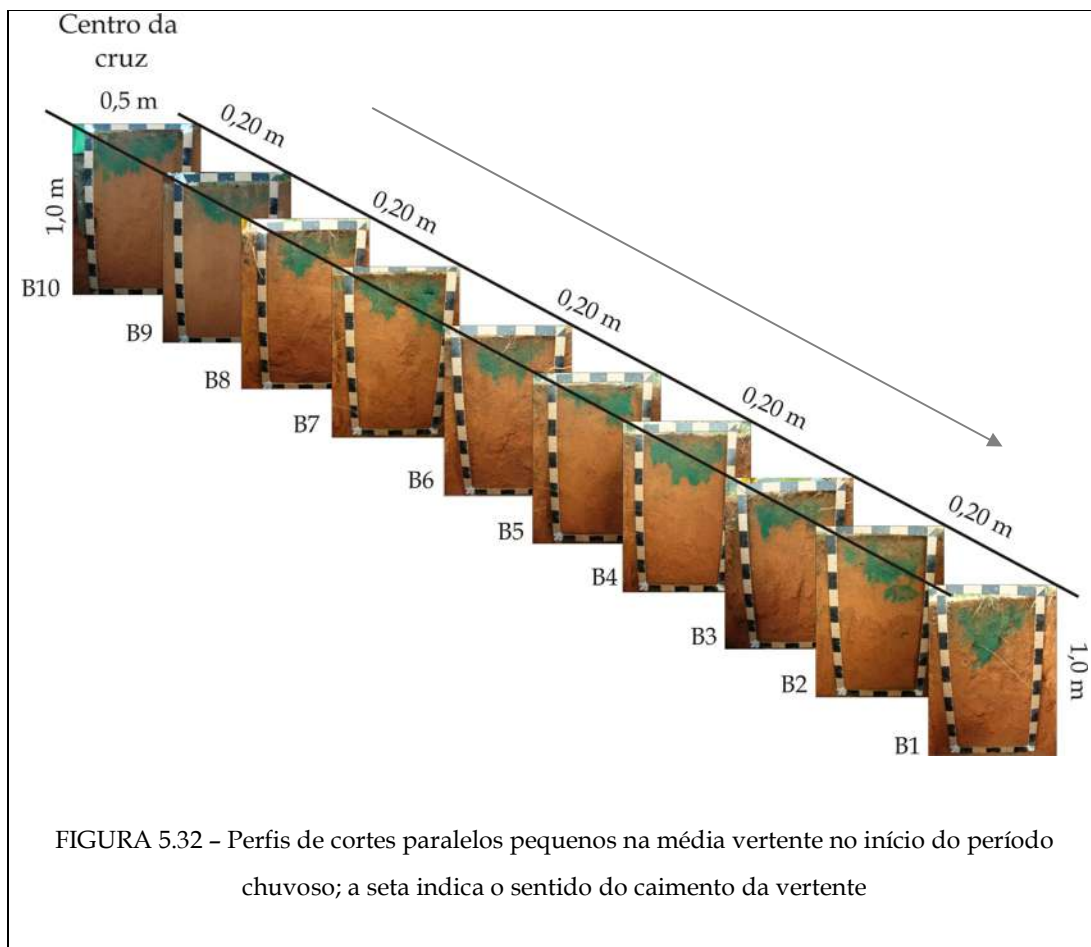 Centro da
cruz
0,5 m
0,20 m
0,20 m
0,20 m
0,20 m
0,20 m
1,0 m
B10
B9
B8
B7
B6
B5
B4
B3
B2
B1
1,0 m
FIGURA 5.32 – Perfis de cortes paralelos pequenos na média vertente no início do período
chuvoso; a seta indica o sentido do caimento da vertente